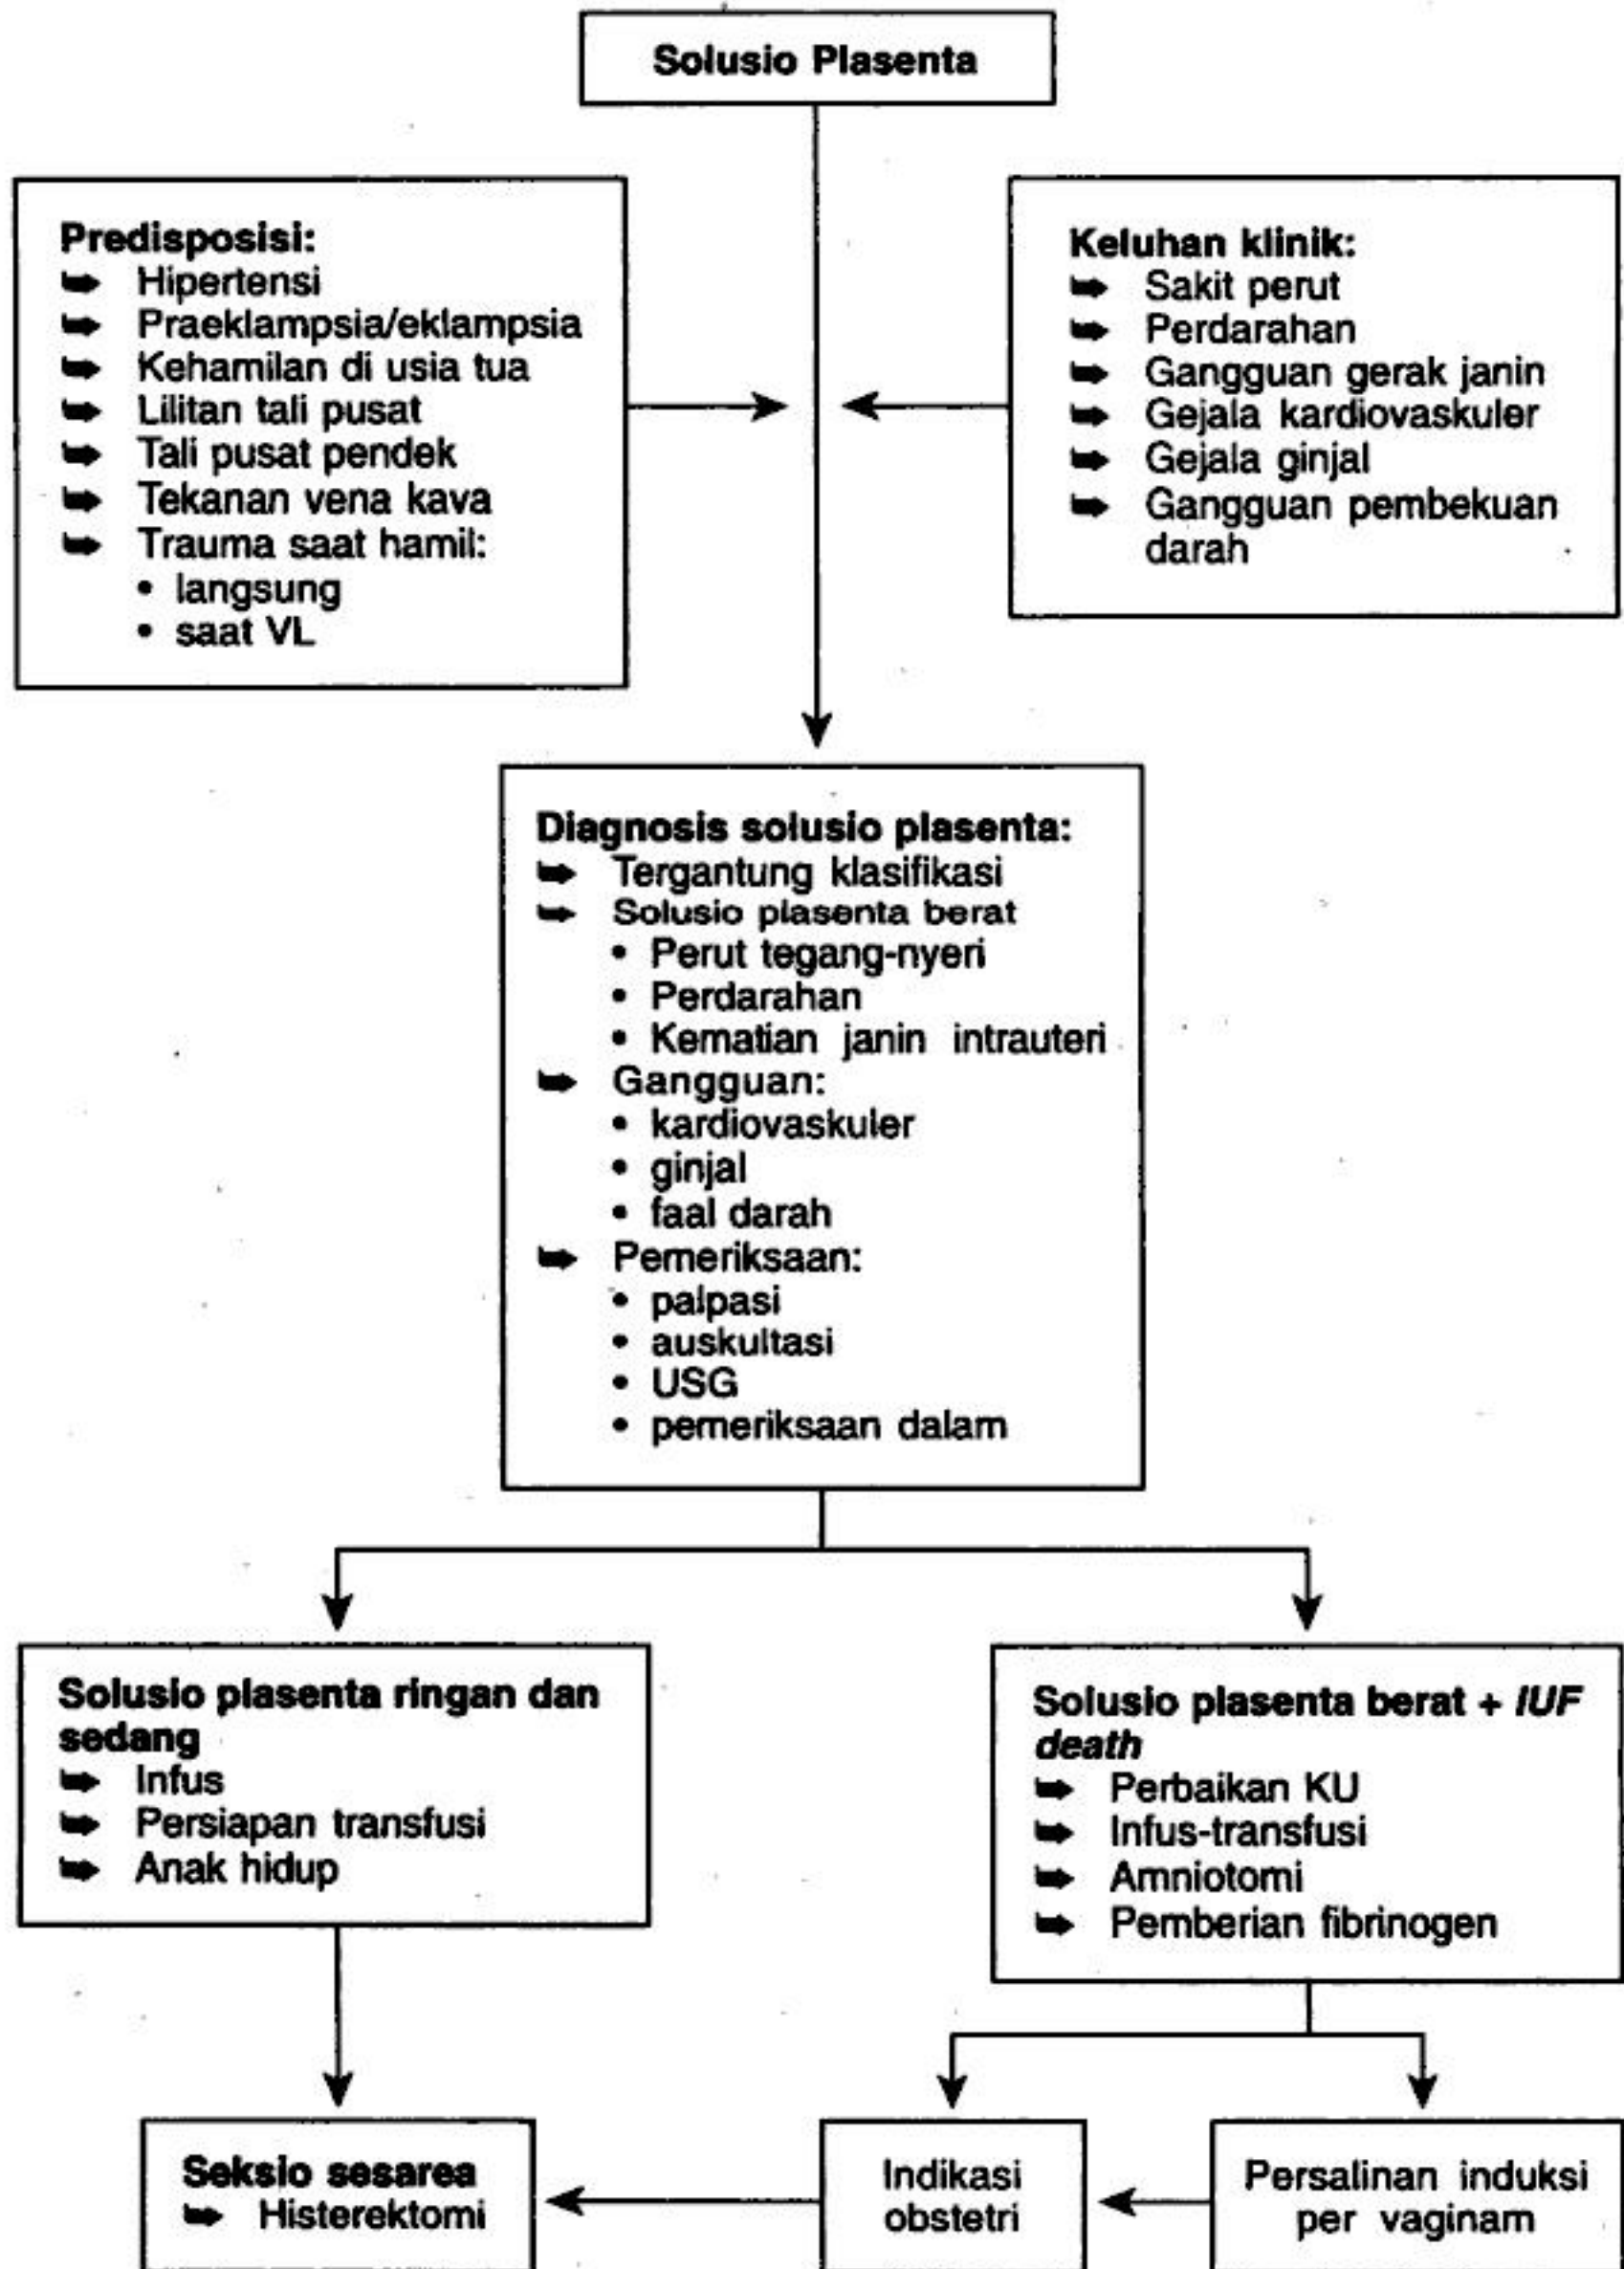 Solusio Plasenta
Predisposisi:
➥ Hipertensi
➥ Praeklampsia/eklampsia
➥ Kehamilan di usia tua
➥ Lilitan tali pusat
➥ Tali pusat pendek
➥ Tekanan vena kava
➥ Trauma saat hamil:
• langsung
• saat VL
Keluhan klinik:
➥ Sakit perut
➥ Perdarahan
➥ Gangguan gerak janin
➥ Gejala kardiovaskuler
➥ Gejala ginjal
➥ Gangguan pembekuan
darah
Diagnosis solusio plasenta:
➥ Tergantung klasifikasi
➥ Solusio plasenta berat
• Perut tegang-nyeri
• Perdarahan
• Kematian janin intrauteri
➥ Gangguan:
• kardiovaskuler
• ginjal
• faal darah
➥ Pemeriksaan:
• palpasi
• auskultasi
• USG
• pemeriksaan dalam
Solusio plasenta ringan dan
sedang
➥ Infus
➥ Persiapan transfusi
➥ Anak hidup
Solusio plasenta berat + IUF
death
➥ Perbaikan KU
➥ Infus-transfusi
➥ Amniotomi
➥ Pemberian fibrinogen
Seksio sesarea
➥ Histerektomi
Indikasi
obstetri
Persalinan induksi
per vaginam